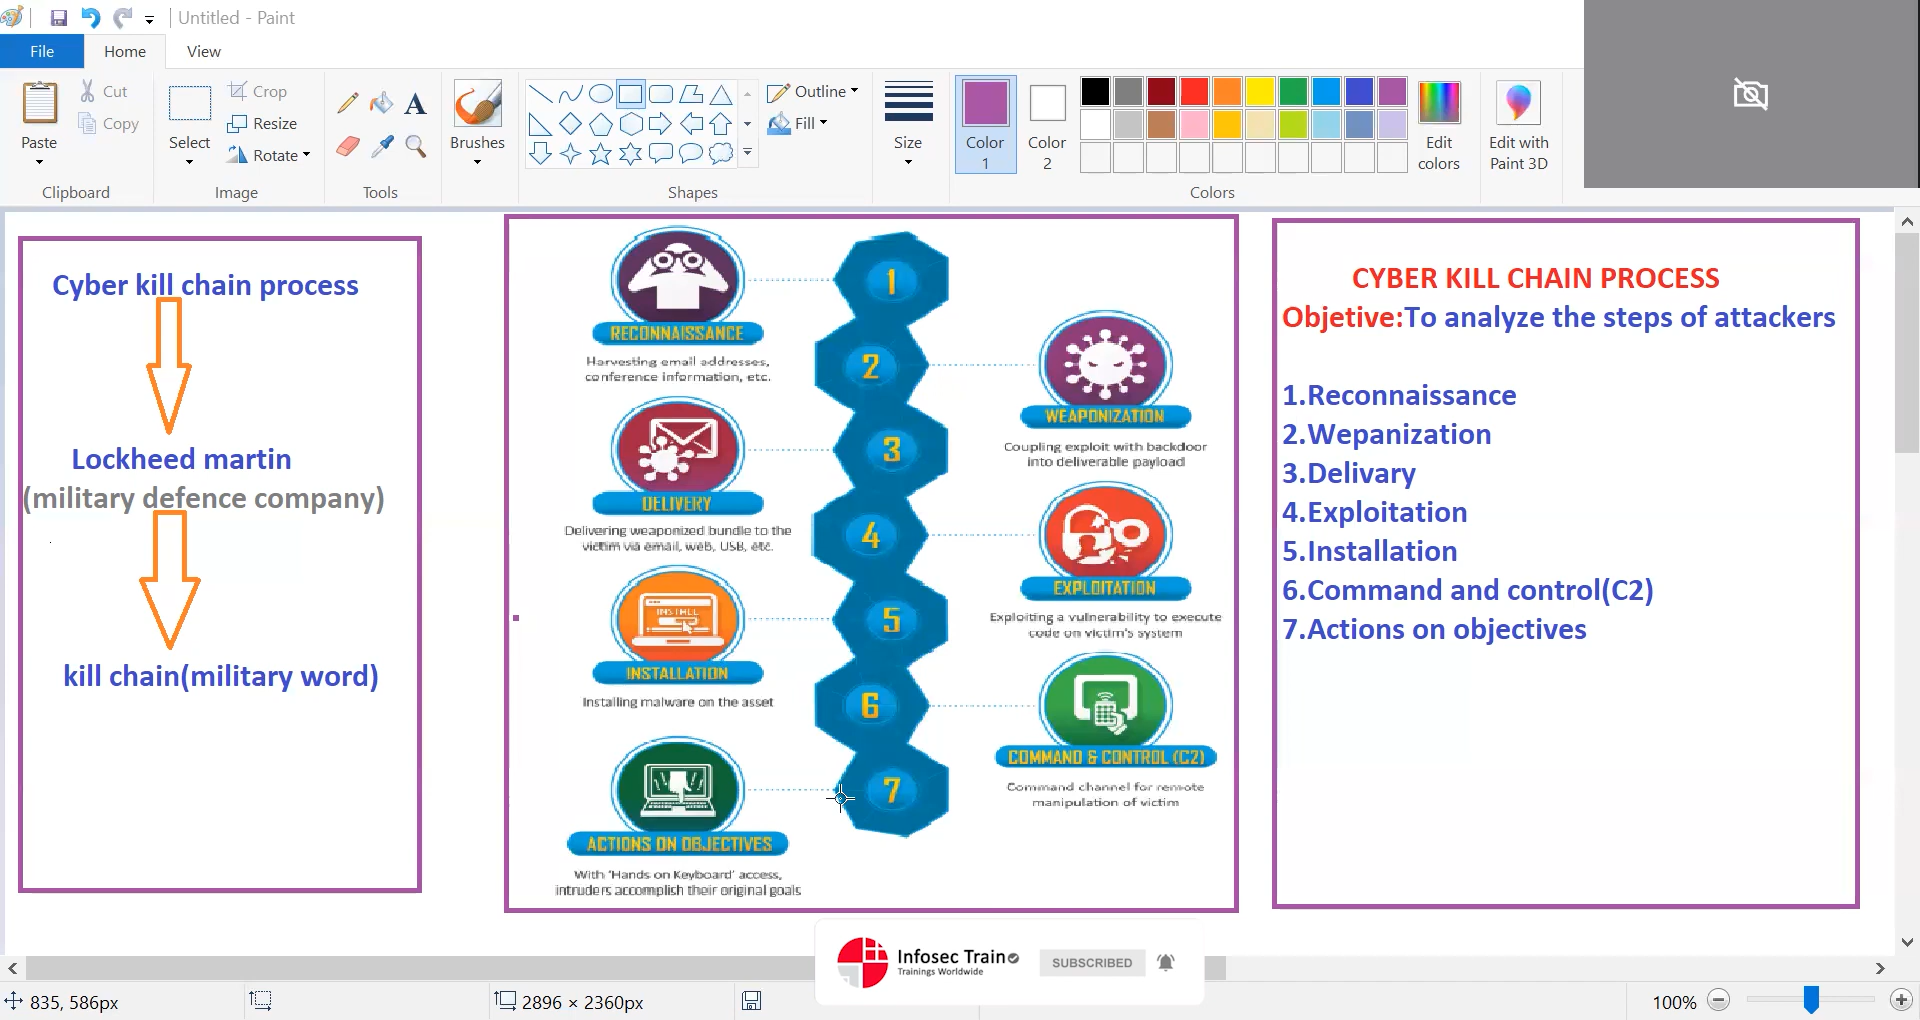 Untitled - Paint
File
Home
View
Paste
Cut
Copy
Clipboard
Select
Crop
Resize
Rotate
Image
A
Tools
Brushes
Shapes
Outline
Fill
Size
Color
1
Color
2
Colors
Edit
colors
Edit with
Paint 3D
Cyber kill chain process
Lockheed martin
(military defence company)
kill chain(military word)
1
RECONNAISSANCE
Harvesting email addresses,
conference information, etc.
2
WEAPONIZATION
Coupling exploit with backdoor
into deliverable payload
3
DELIVERY
Delivering weaponized bundle to the
victim via email, web, USB, etc.
4
EXPLOITATION
Exploiting a vulnerability to execute
code on victim's system
5
INSTALL
INSTALLATION
Installing malware on the asset
6
COMMAND & CONTROL (C2)
Command channel for remote
manipulation of victim
7
ACTIONS ON OBJECTIVES
With 'Hands on Keyboard' access,
intruders accomplish their original goals
CYBER KILL CHAIN PROCESS
Objetive:To analyze the steps of attackers
1.Reconnaissance
2.Wepanization
3.Delivary
4.Exploitation
5.Installation
6.Command and control(C2)
7.Actions on objectives
Infosec Train
Trainings Worldwide
SUBSCRIBED
835, 586px
2896 × 2360px
100%